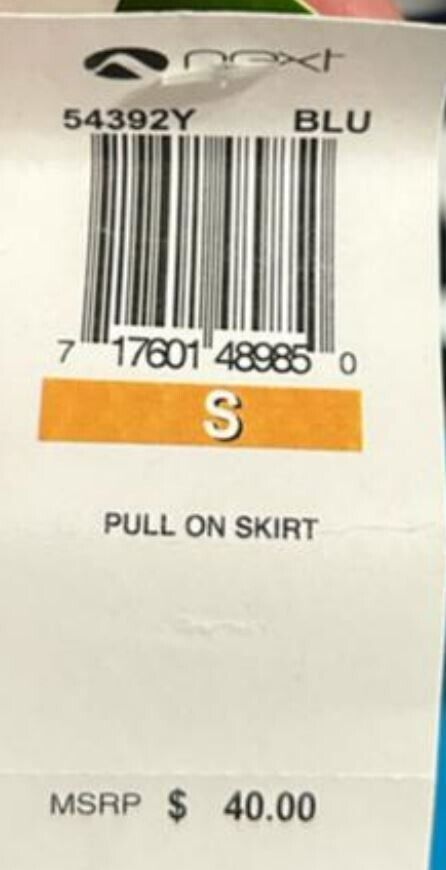 next
54392Y BLU
7 17601 48985 0
S
PULL ON SKIRT
MSRP $ 40.00